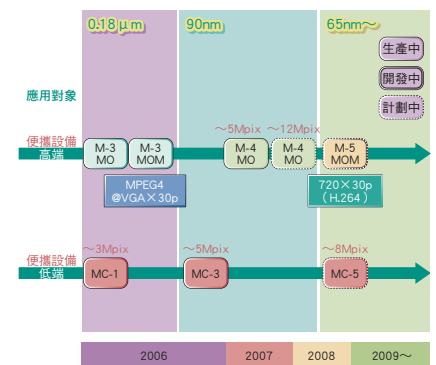 0.18μm
90nm
65nm～
生產中
開發中
計劃中
應用對象
～5Mpix
～12Mpix
便攜設備
高端
M-3
MO
M-3
MOM
M-4
MO
M-4
MO
M-5
MOM
MPEG4
@VGA×30p
720×30p
（H.264）
～3Mpix
～5Mpix
～8Mpix
便攜設備
低端
MC-1
MC-3
MC-5
2006
2007
2008
2009～